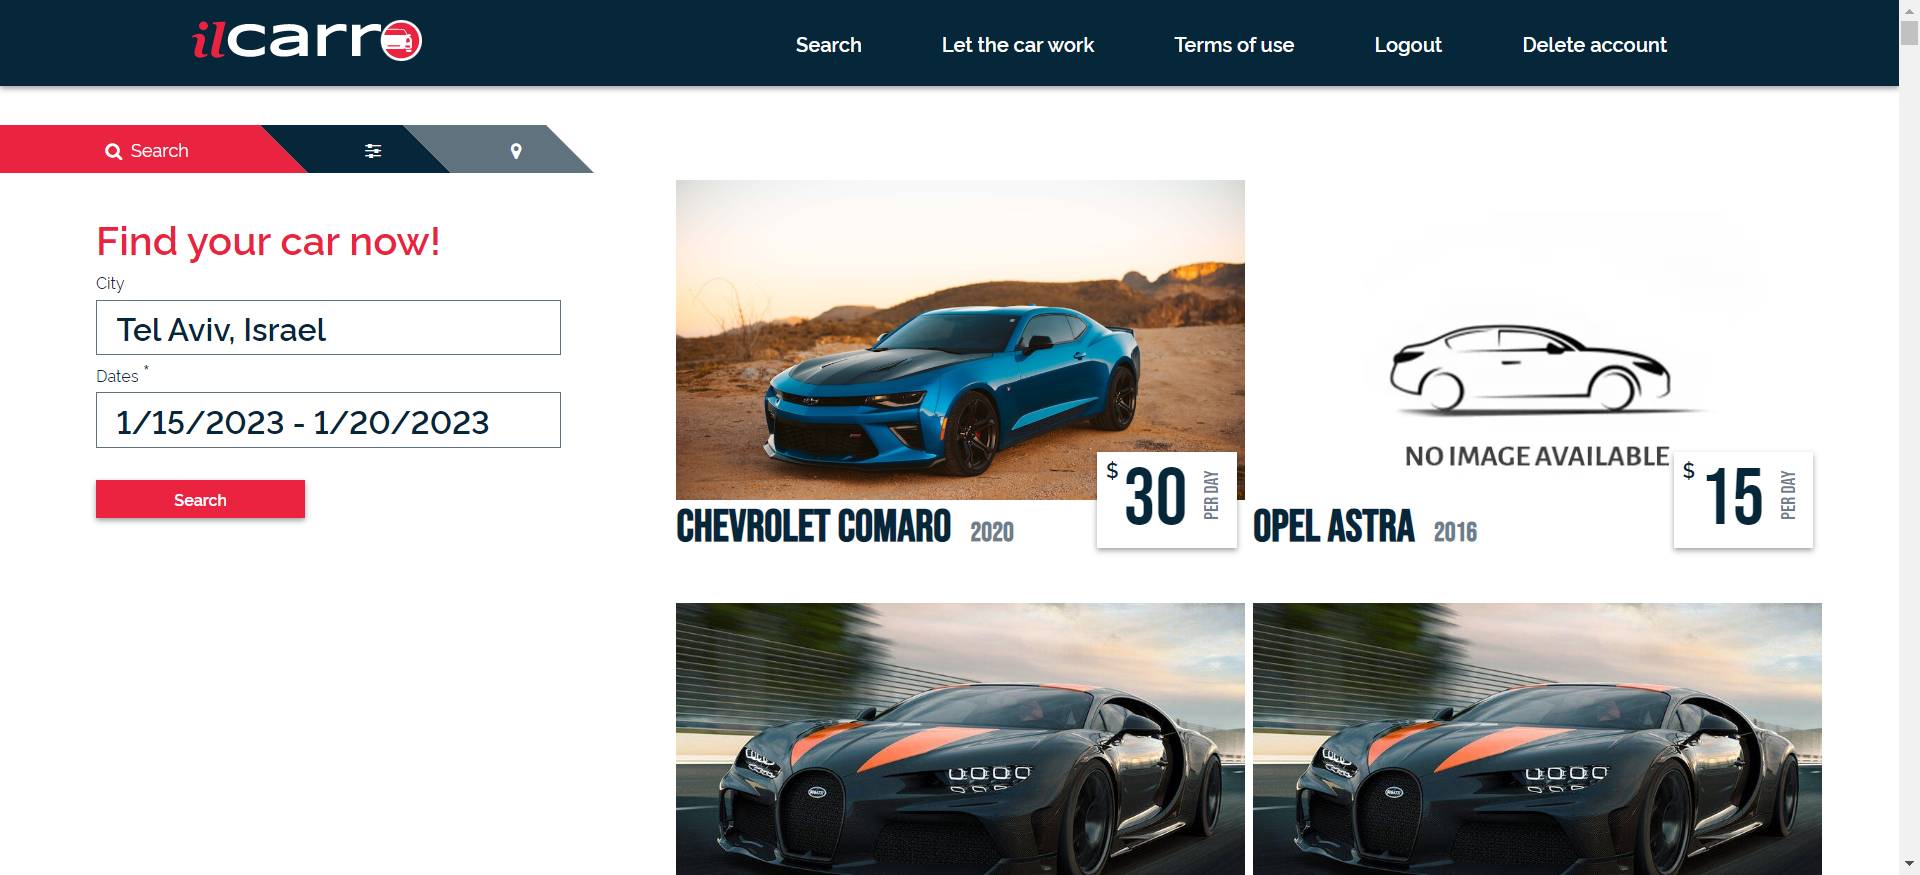 ilcarro
Search
Let the car work
Terms of use
Logout
Delete account
Search
Find your car now!
City
Tel Aviv, Israel
Dates *
1/15/2023 - 1/20/2023
Search
$ 30 PER DAY
CHEVROLET COMARO 2020
NO IMAGE AVAILABLE
$ 15 PER DAY
OPEL ASTRA 2016